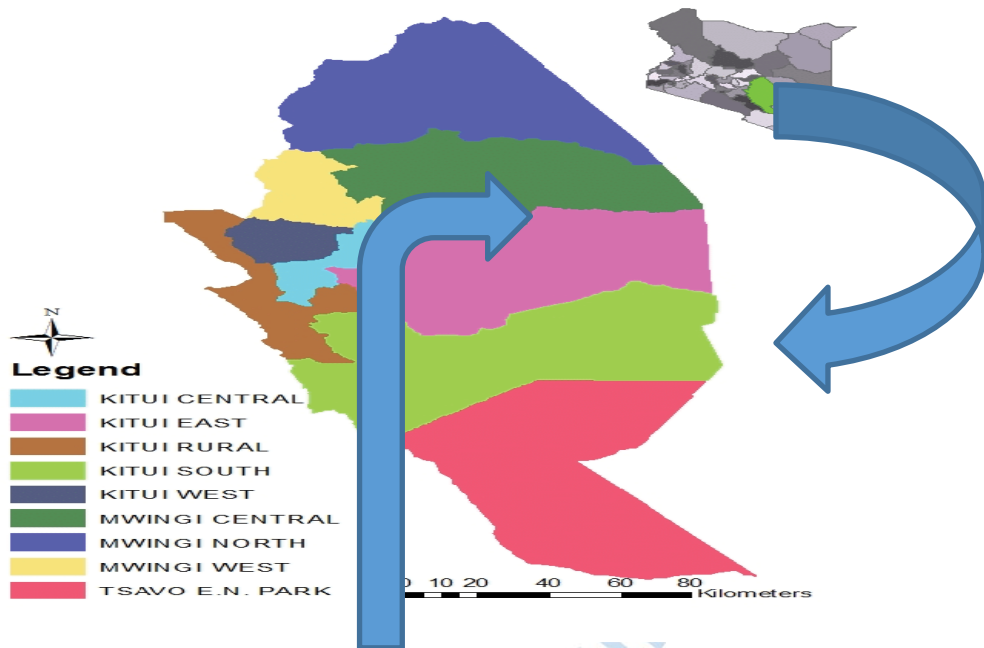 N
Legend
KITUI CENTRAL
KITUI EAST
KITUI RURAL
KITUI SOUTH
KITUI WEST
MWINGI CENTRAL
MWINGI NORTH
MWINGI WEST
TSAVO E.N. PARK
0 10 20 40 60 80
Kilometers